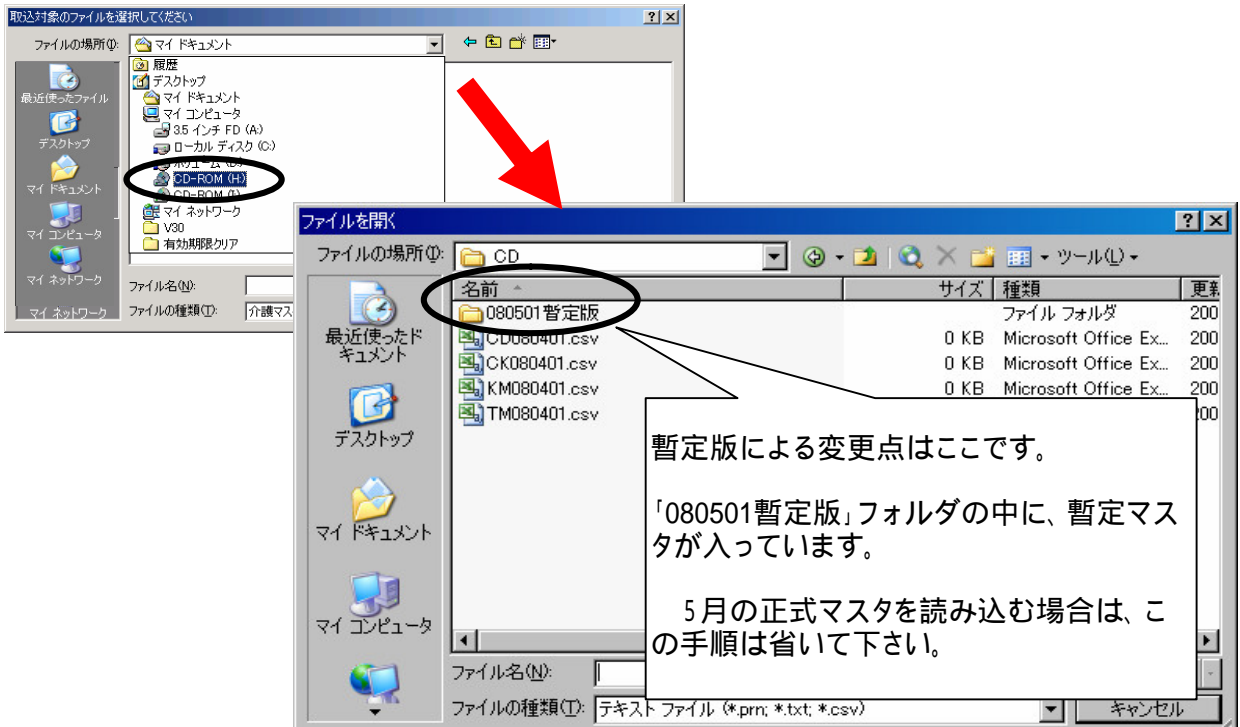 取込対象のファイルを選択してください
ファイルの場所(I):
マイ ドキュメント
履歴
デスクトップ
マイ ドキュメント
マイ コンピュータ
3.5 インチ FD (A:)
ローカル ディスク (C:)
CD-ROM (H:)
CD-ROM (I:)
マイ ネットワーク
V30
有効期限クリア
最近使ったファイル
デスクトップ
マイ ドキュメント
マイ コンピュータ
マイ ネットワーク
マイ ネットワーク
ファイル名(N):
ファイルの種類(T):
介護マス
ファイルを開く
ファイルの場所(I):
CD
ツール(L)
名前 サイズ 種類 更新
080501暫定版 ファイル フォルダ 200
CD080401.csv 0 KB Microsoft Office Ex... 200
CK080401.csv 0 KB Microsoft Office Ex... 200
KM080401.csv 0 KB Microsoft Office Ex... 200
TM080401.csv 200
最近使ったド
キュメント
デスクトップ
マイ ドキュメント
マイ コンピュータ
暫定版による変更点はここです。
「080501暫定版」フォルダの中に、暫定マス
タが入っています。
5月の正式マスタを読み込む場合は、こ
の手順は省いて下さい。
ファイル名(N):
ファイルの種類(T):
テキスト ファイル (*.prn; *.txt; *.csv)
キャンセル